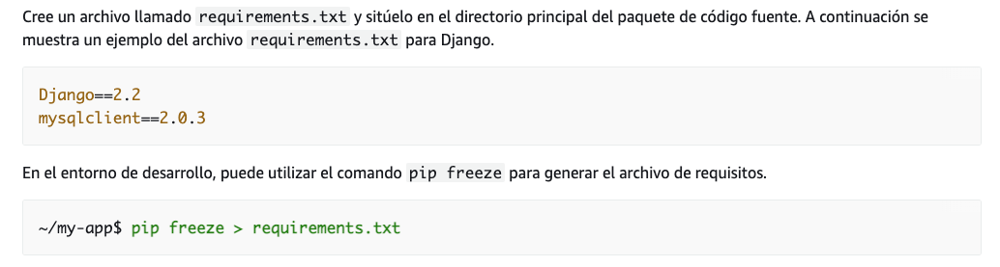 Cree un archivo llamado requirements.txt y sitúelo en el directorio principal del paquete de código fuente. A continuación se
muestra un ejemplo del archivo requirements.txt para Django.
Django==2.2
mysqlclient==2.0.3
En el entorno de desarrollo, puede utilizar el comando pip freeze para generar el archivo de requisitos.
~/my-app$ pip freeze > requirements.txt